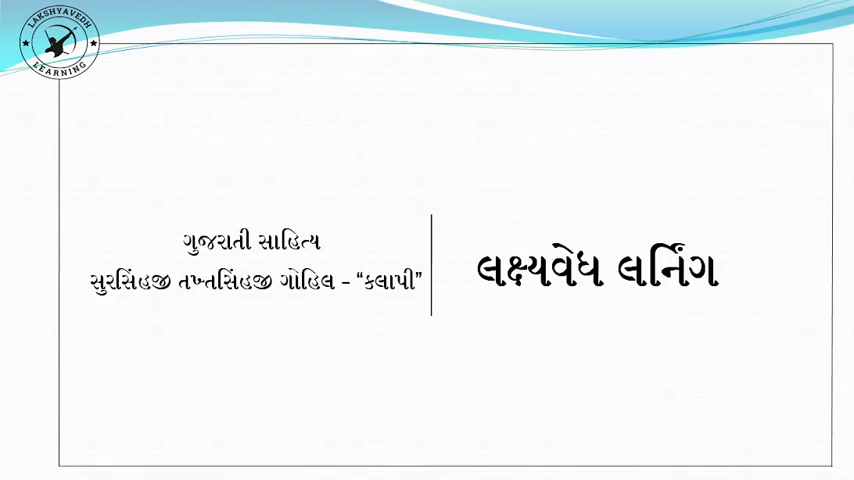 LAKSHYAVEDH
LEARNING
ગુજરાતી સાહિત્ય
સુરસિંહજી તખ્તસિંહજી ગોહિલ – “કલાપી”
લક્ષ્યવેધ લર્નિંગ